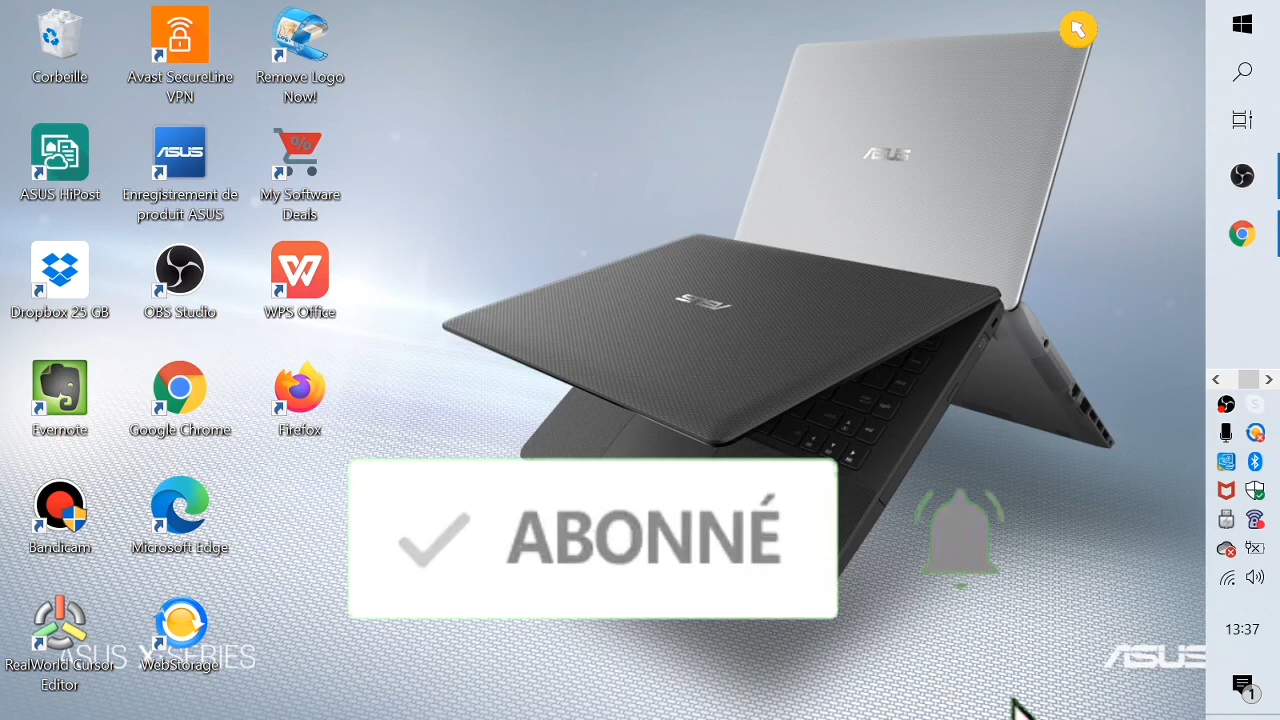 Corbeille
Avast SecureLine
VPN
Remove Logo
Now!
ASUS HiPost
ASUS
Enregistrement de
produit ASUS
%
My Software
Deals
Dropbox 25 GB
OBS Studio
WPS Office
Evernote
Google Chrome
Firefox
Bandicam
Microsoft Edge
RealWorld Cursor
Editor
WebStorage
ASUS X SERIES
ASUS
ASUS
ABONNÉ
ASUS
13:37
1